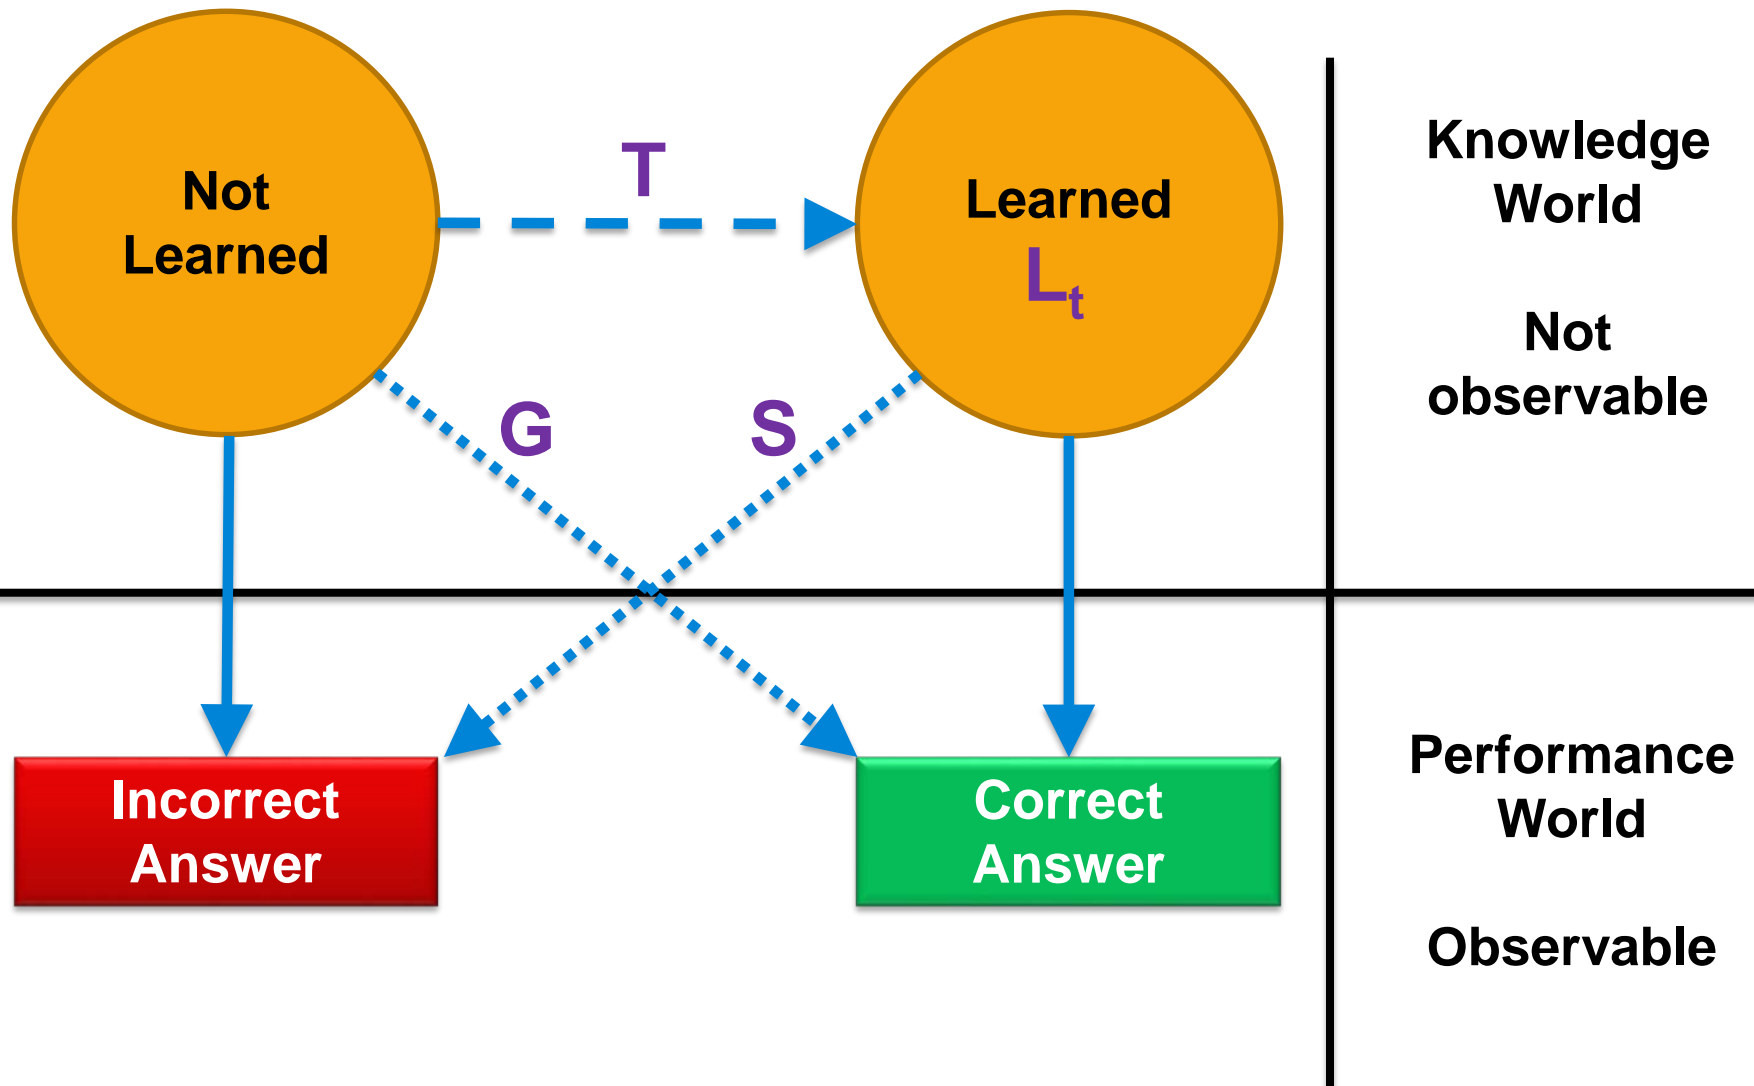 Not
Learned
T
Learned
Lt
G
S
Knowledge
World
Not
observable
Incorrect
Answer
Correct
Answer
Performance
World
Observable